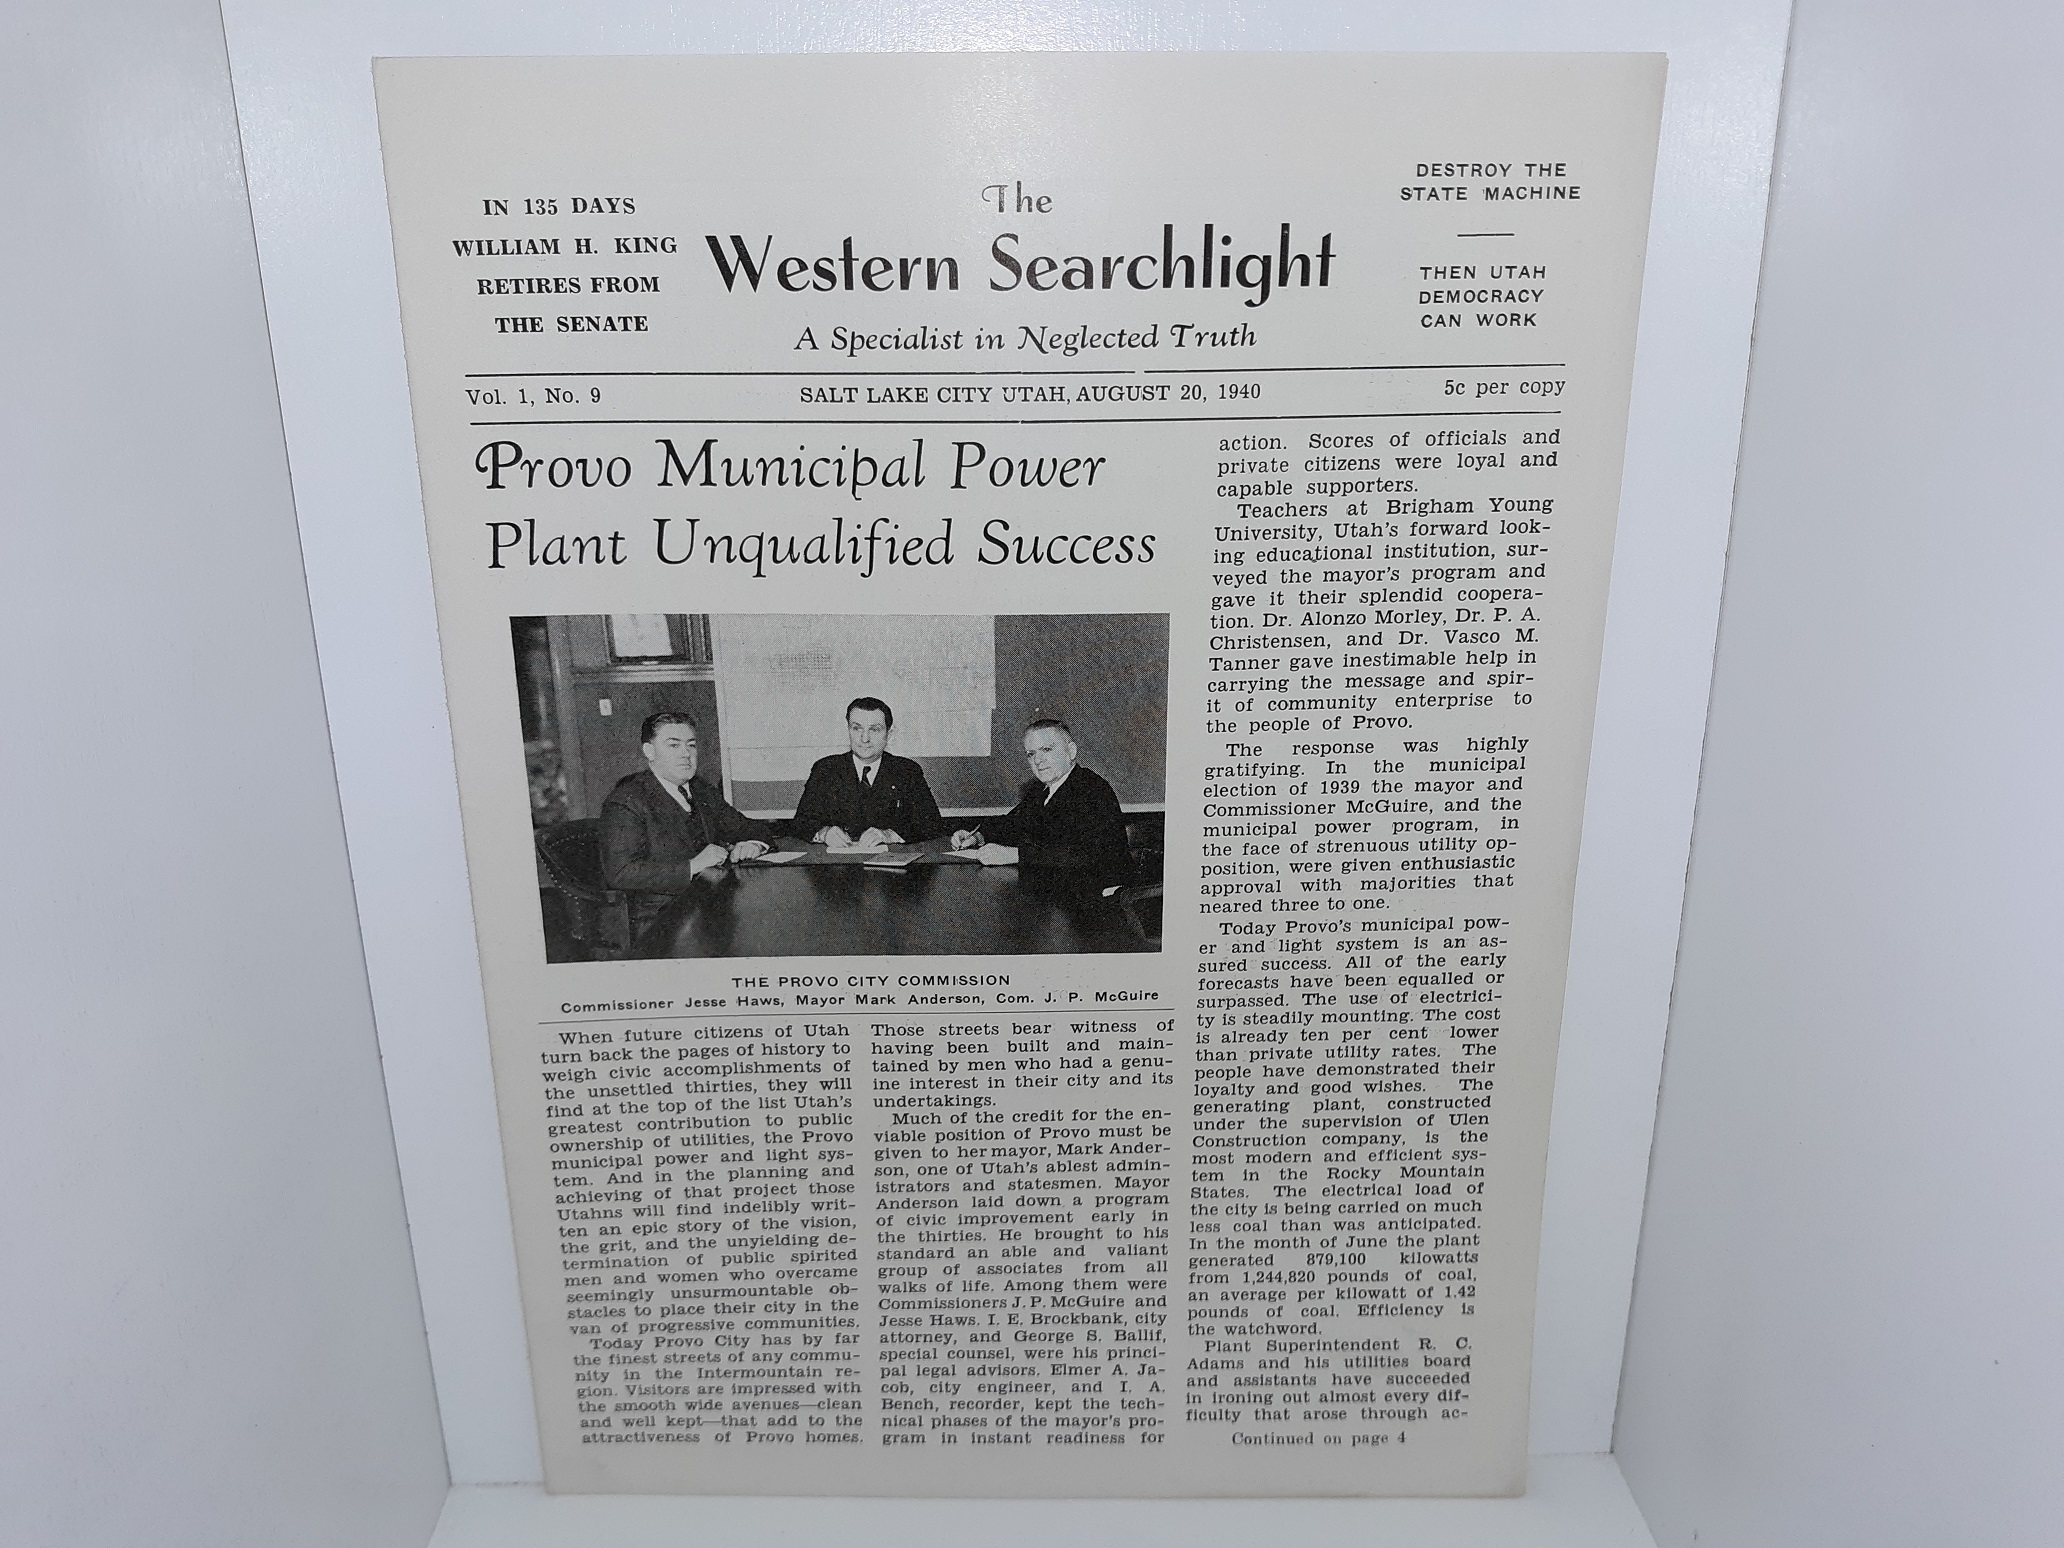 IN 135 DAYS
WILLIAM H. KING
RETIRES FROM
THE SENATE
The
Western Searchlight
A Specialist in Neglected Truth
DESTROY THE
STATE MACHINE
THEN UTAH
DEMOCRACY
CAN WORK
Vol. 1, No. 9
SALT LAKE CITY UTAH, AUGUST 20, 1940
5c per copy
Provo Municipal Power
Plant Unqualified Success
THE PROVO CITY COMMISSION
Commissioner Jesse Haws, Mayor Mark Anderson, Com. J. P. McGuire
When future citizens of Utah
turn back the pages of history to
weigh civic accomplishments of
the unsettled thirties, they will
find at the top of the list Utah's
greatest contribution to public
ownership of utilities, the Provo
municipal power and light sys-
tem. And in the planning and
achieving of that project those
Utahns will find indelibly writ-
ten an epic story of the vision,
the grit, and the unyielding de-
termination of public spirited
men and women who overcame
seemingly unsurmountable ob-
stacles to place their city in the
van of progressive communities.
Today Provo City has by far
the finest streets of any commu-
nity in the Intermountain re-
gion. Visitors are impressed with
the smooth wide avenues—clean
and well kept—that add to the
attractiveness of Provo homes.
Those streets bear witness of
having been built and main-
tained by men who had a genu-
ine interest in their city and its
undertakings.
Much of the credit for the en-
viable position of Provo must be
given to her mayor, Mark Ander-
son, one of Utah's ablest admin-
istrators and statesmen. Mayor
Anderson laid down a program
of civic improvement early in
the thirties. He brought to his
standard an able and valiant
group of associates from all
walks of life. Among them were
Commissioners J. P. McGuire and
Jesse Haws. I. E. Brockbank, city
attorney, and George S. Ballif,
special counsel, were his princi-
pal legal advisors. Elmer A. Ja-
cob, city engineer, and I. A.
Bench, recorder, kept the tech-
nical phases of the mayor's pro-
gram in instant readiness for
action. Scores of officials and
private citizens were loyal and
capable supporters.
Teachers at Brigham Young
University, Utah's forward look-
ing educational institution, sur-
veyed the mayor's program and
gave it their splendid coopera-
tion. Dr. Alonzo Morley, Dr. P. A.
Christensen, and Dr. Vasco M.
Tanner gave inestimable help in
carrying the message and spir-
it of community enterprise to
the people of Provo.
The response was highly
gratifying. In the municipal
election of 1939 the mayor and
Commissioner McGuire, and the
municipal power program, in
the face of strenuous utility op-
position, were given enthusiastic
approval with majorities that
neared three to one.
Today Provo's municipal pow-
er and light system is an as-
sured success. All of the early
forecasts have been equalled or
surpassed. The use of electrici-
ty is steadily mounting. The cost
is already ten per cent lower
than private utility rates. The
people have demonstrated their
loyalty and good wishes. The
generating plant, constructed
under the supervision of Ulen
Construction company, is the
most modern and efficient sys-
tem in the Rocky Mountain
States. The electrical load of
the city is being carried on much
less coal than was anticipated.
In the month of June the plant
generated 879,100 kilowatts
from 1,244,820 pounds of coal,
an average per kilowatt of 1.42
pounds of coal. Efficiency is
the watchword.
Plant Superintendent R. C.
Adams and his utilities board
and assistants have succeeded
in ironing out almost every dif-
ficulty that arose through ac-
Continued on page 4